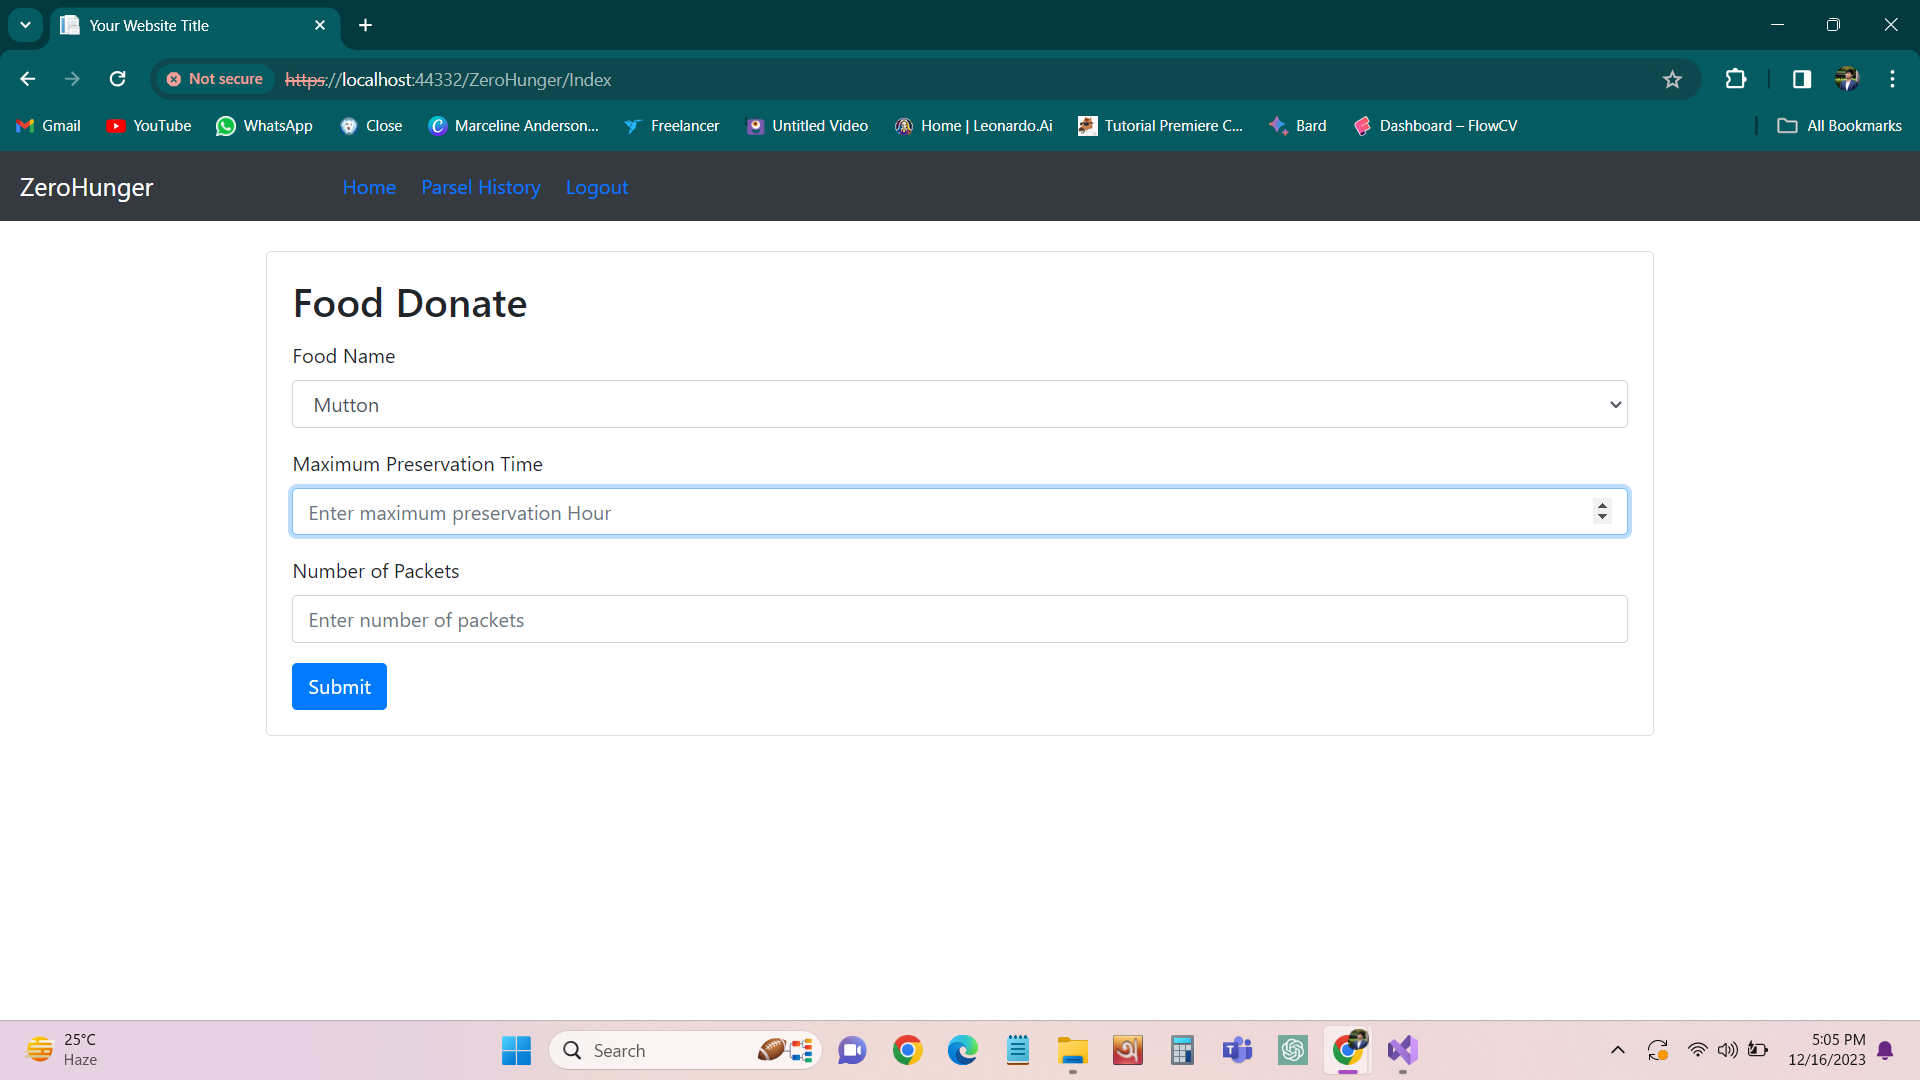 Your Website Title
Not secure https://localhost:44332/ZeroHunger/Index
Gmail YouTube WhatsApp Close Marceline Anderson... Freelancer Untitled Video Home | Leonardo.Ai Tutorial Premiere C... Bard Dashboard – FlowCV All Bookmarks
ZeroHunger Home Parsel History Logout
Food Donate
Food Name
Mutton
Maximum Preservation Time
Enter maximum preservation Hour
Number of Packets
Enter number of packets
Submit
25°C
Haze
Search
5:05 PM
12/16/2023